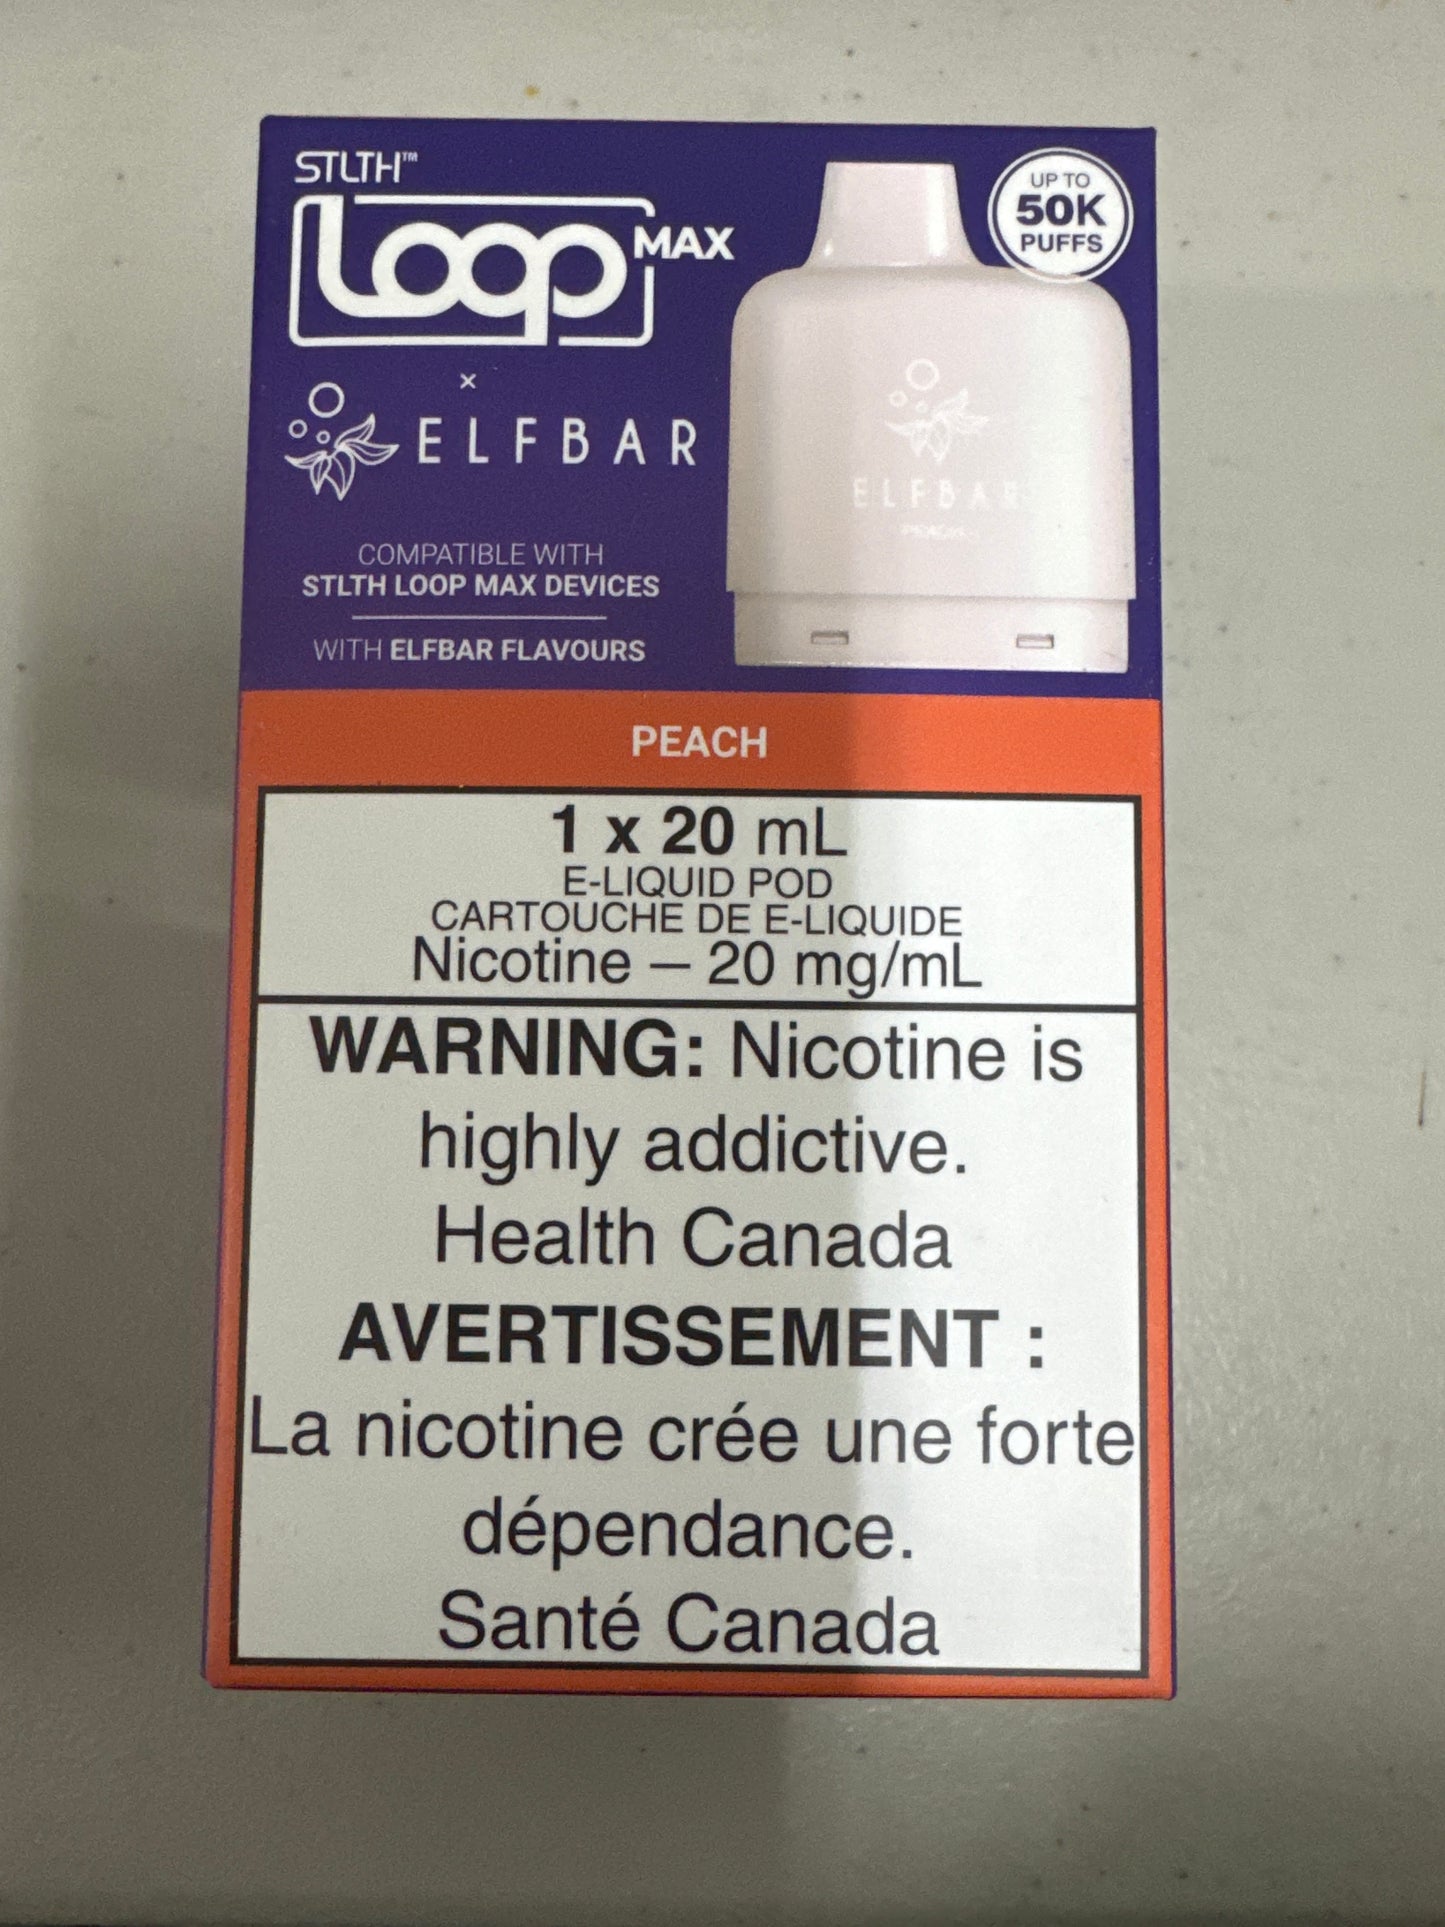 STLTH™
Loop MAX
UP TO
50K
PUFFS
×
ELFBAR
ELFBAR
COMPATIBLE WITH
STLTH LOOP MAX DEVICES
WITH ELFBAR FLAVOURS
PEACH
1 x 20 mL
E-LIQUID POD
CARTOUCHE DE E-LIQUIDE
Nicotine – 20 mg/mL
WARNING: Nicotine is
highly addictive.
Health Canada
AVERTISSEMENT :
La nicotine crée une forte
dépendance.
Santé Canada